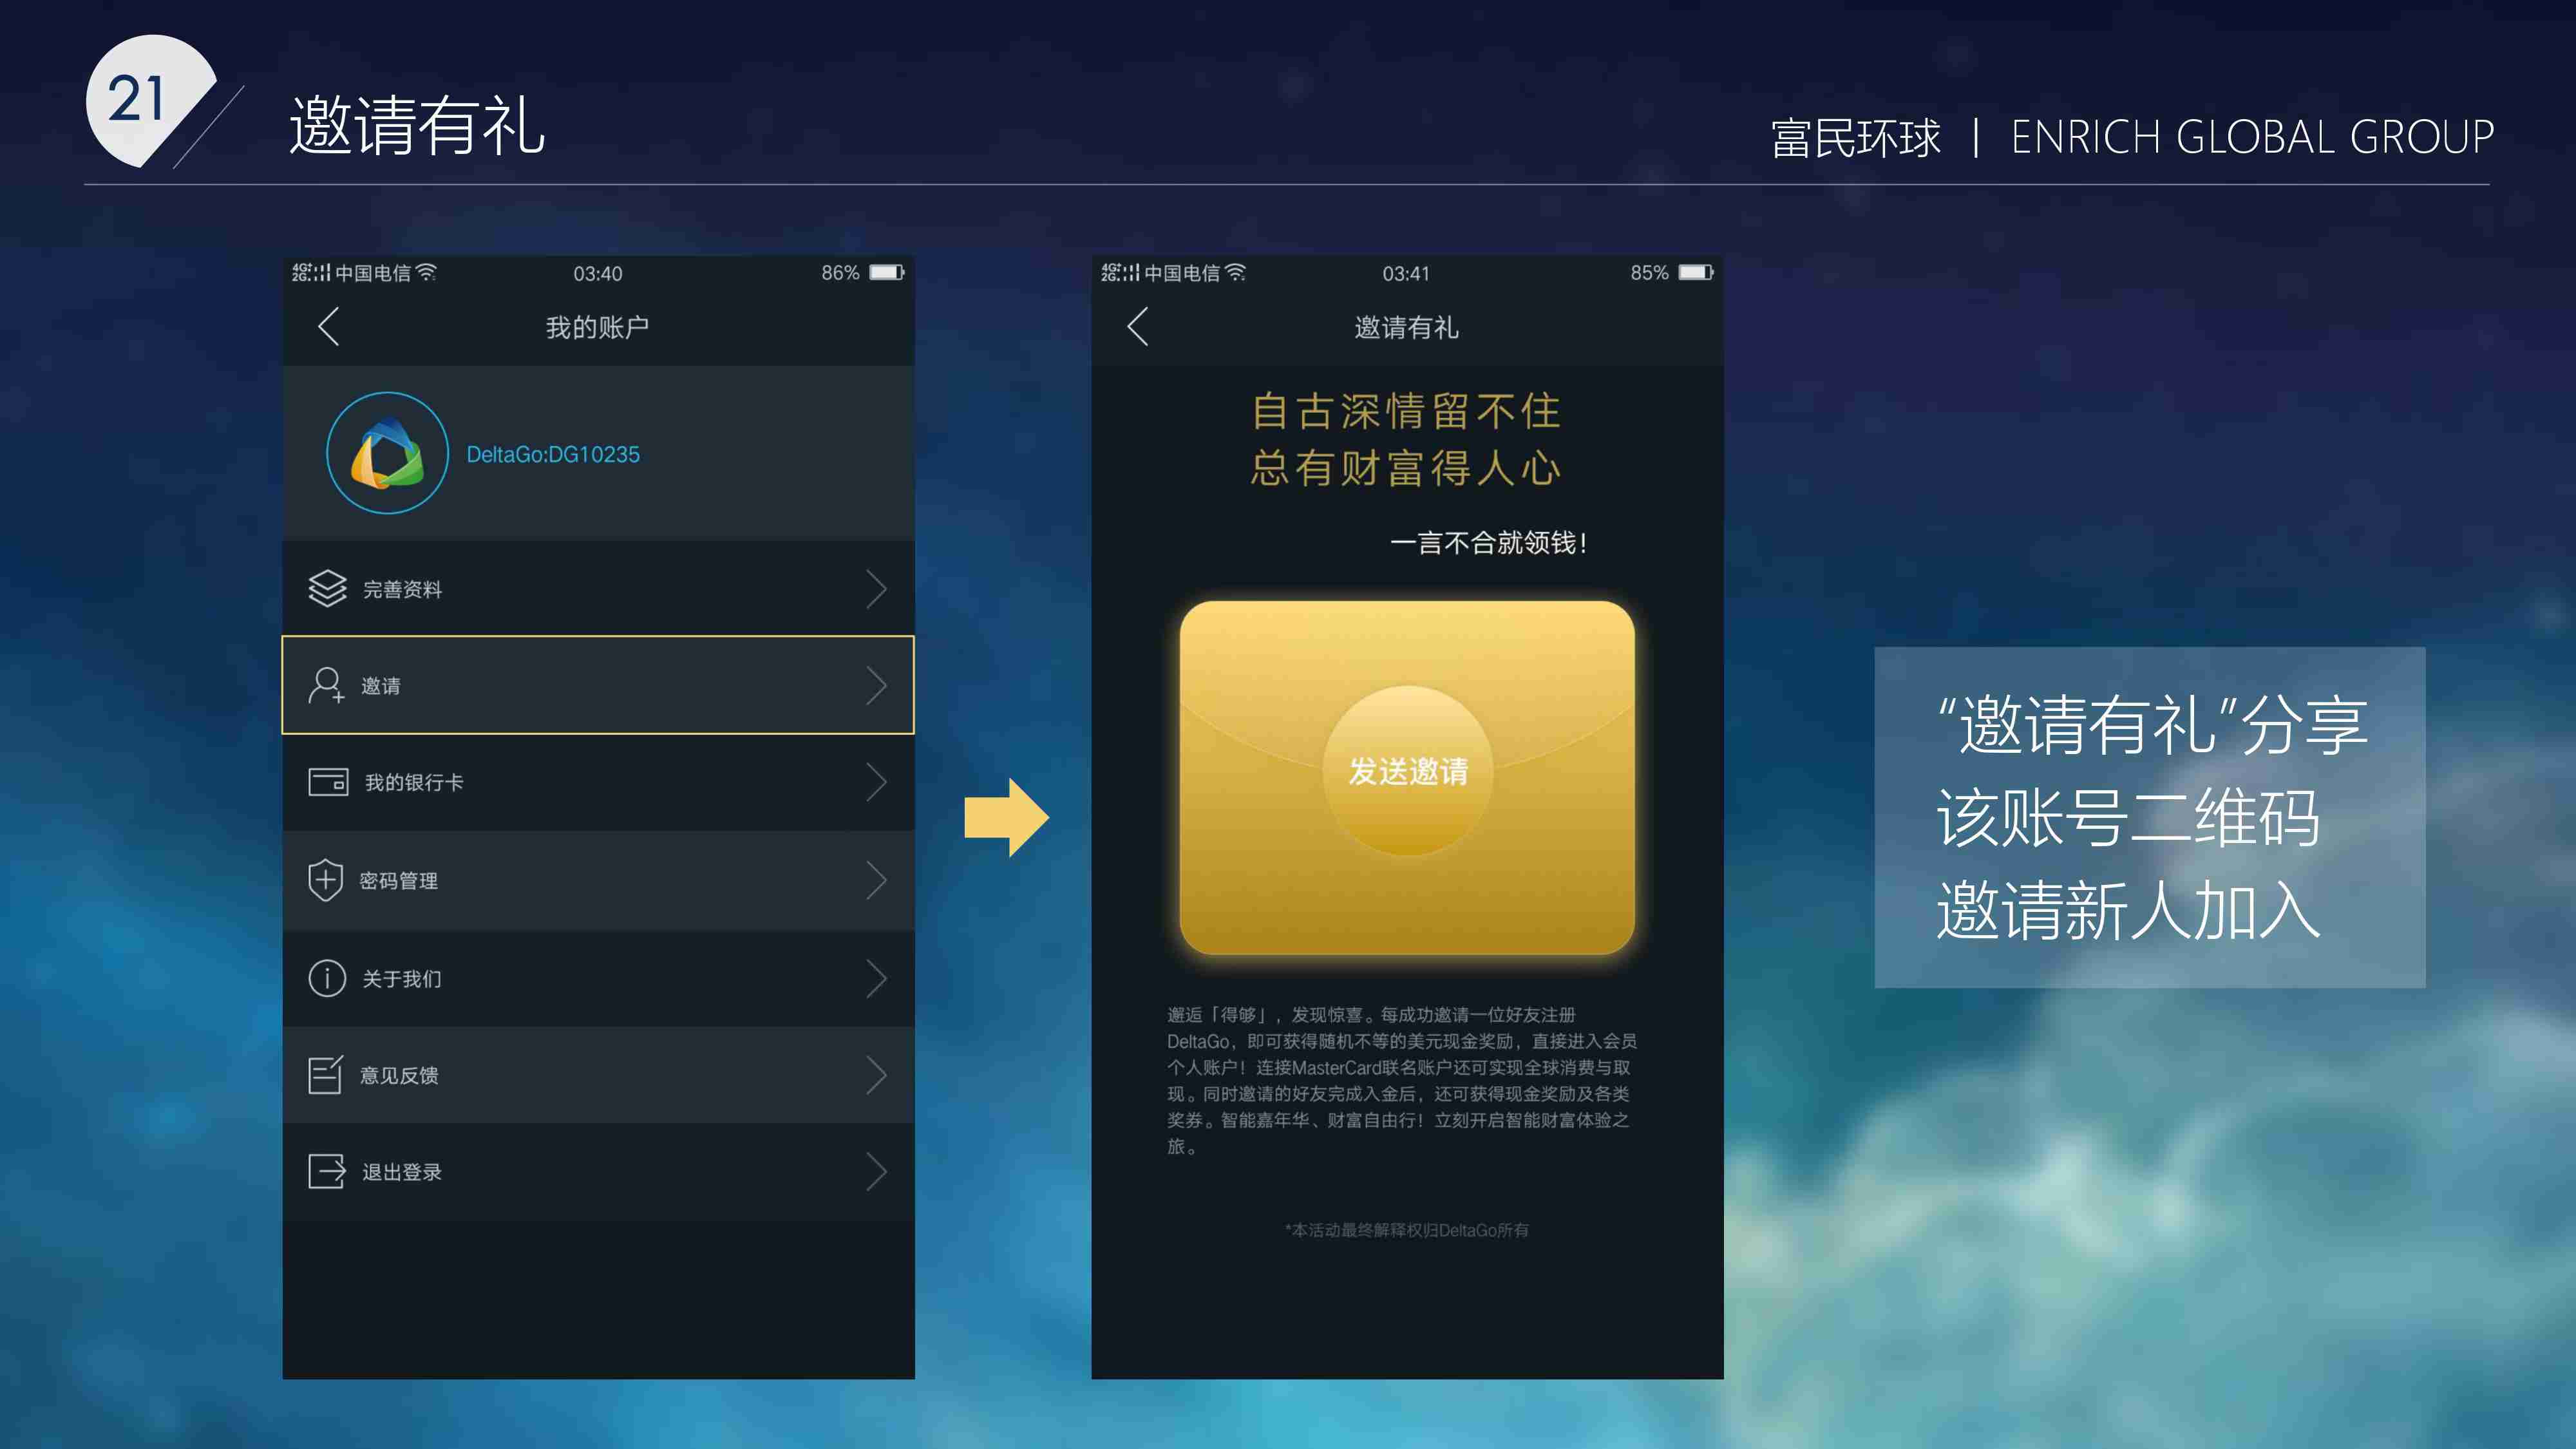 21
邀请有礼
富民环球 | ENRICH GLOBAL GROUP
4G+ 2G 中国电信 03:40 86%
我的账户
DeltaGo:DG10235
完善资料
邀请
我的银行卡
密码管理
关于我们
意见反馈
退出登录
4G+ 2G 中国电信 03:41 85%
邀请有礼
自古深情留不住
总有财富得人心
一言不合就领钱!
发送邀请
邂逅「得够」,发现惊喜。每成功邀请一位好友注册
DeltaGo,即可获得随机不等的美元现金奖励,直接进入会员
个人账户!连接MasterCard联名账户还可实现全球消费与取
现。同时邀请的好友完成入金后,还可获得现金奖励及各类
奖券。智能嘉年华、财富自由行!立刻开启智能财富体验之
旅。
*本活动最终解释权归DeltaGo所有
“邀请有礼”分享
该账号二维码
邀请新人加入